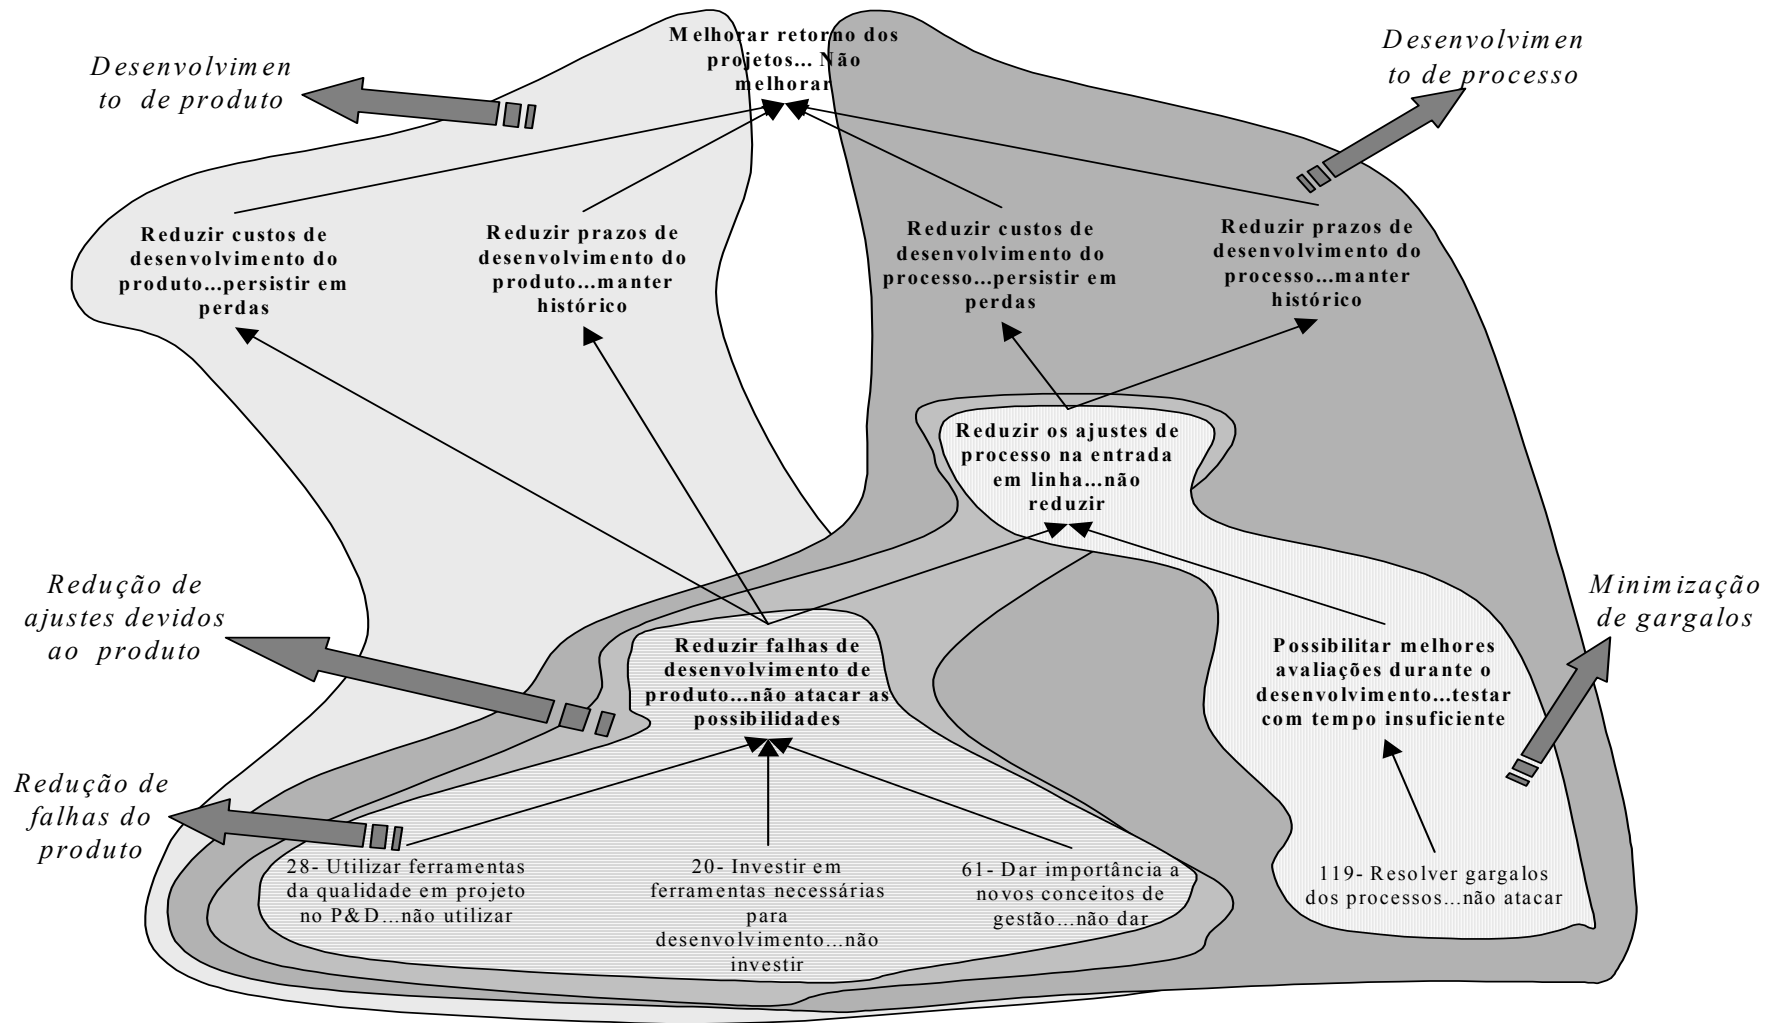 Melhorar retorno dos
projetos... Não
melhorar
Desenvolvimen
to de produto
Desenvolvimen
to de processo
Reduzir custos de
desenvolvimento do
produto...persistir em
perdas
Reduzir prazos de
desenvolvimento do
produto...manter
histórico
Reduzir custos de
desenvolvimento do
processo...persistir em
perdas
Reduzir prazos de
desenvolvimento do
processo...manter
histórico
Reduzir os ajustes de
processo na entrada
em linha...não
reduzir
Redução de
ajustes devidos
ao produto
Minimização
de gargalos
Reduzir falhas de
desenvolvimento de
produto...não atacar as
possibilidades
Possibilitar melhores
avaliações durante o
desenvolvimento...testar
com tempo insuficiente
Redução de
falhas do
produto
28- Utilizar ferramentas
da qualidade em projeto
no P&D...não utilizar
20- Investir em
ferramentas necessárias
para
desenvolvimento...não
investir
61- Dar importância a
novos conceitos de
gestão...não dar
119- Resolver gargalos
dos processos...não atacar